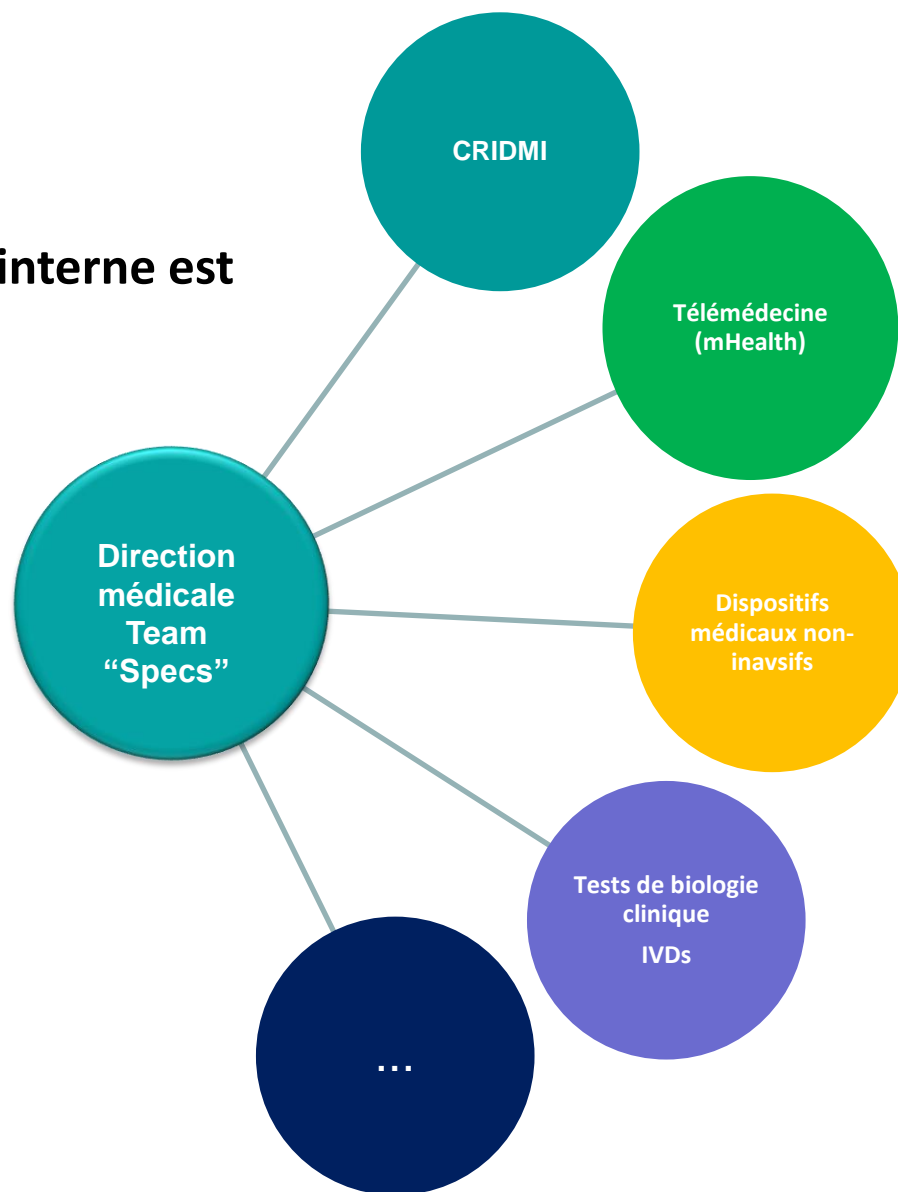 CRIDMI
interne est
Télémédecine
(mHealth)
Direction
médicale
Team
“Specs”
Dispositifs
médicaux non-
inavsifs
Tests de biologie
clinique
IVDs
...